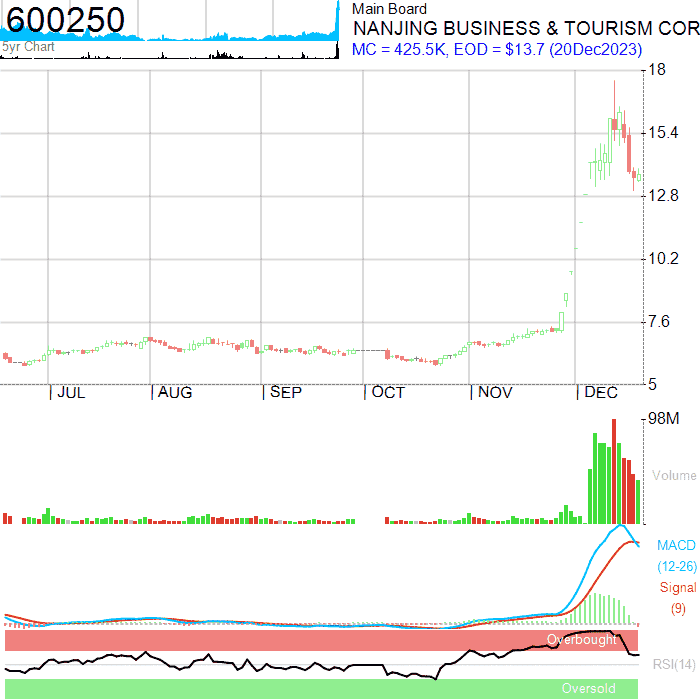 600250
5yr Chart
Main Board
NANJING BUSINESS & TOURISM COR
MC = 425.5K, EOD = $13.7 (20Dec2023)
18
15.4
12.8
10.2
7.6
5
JUL
AUG
SEP
OCT
NOV
DEC
98M
Volume
MACD
(12-26)
Signal
(9)
Overbought
RSI(14)
Oversold